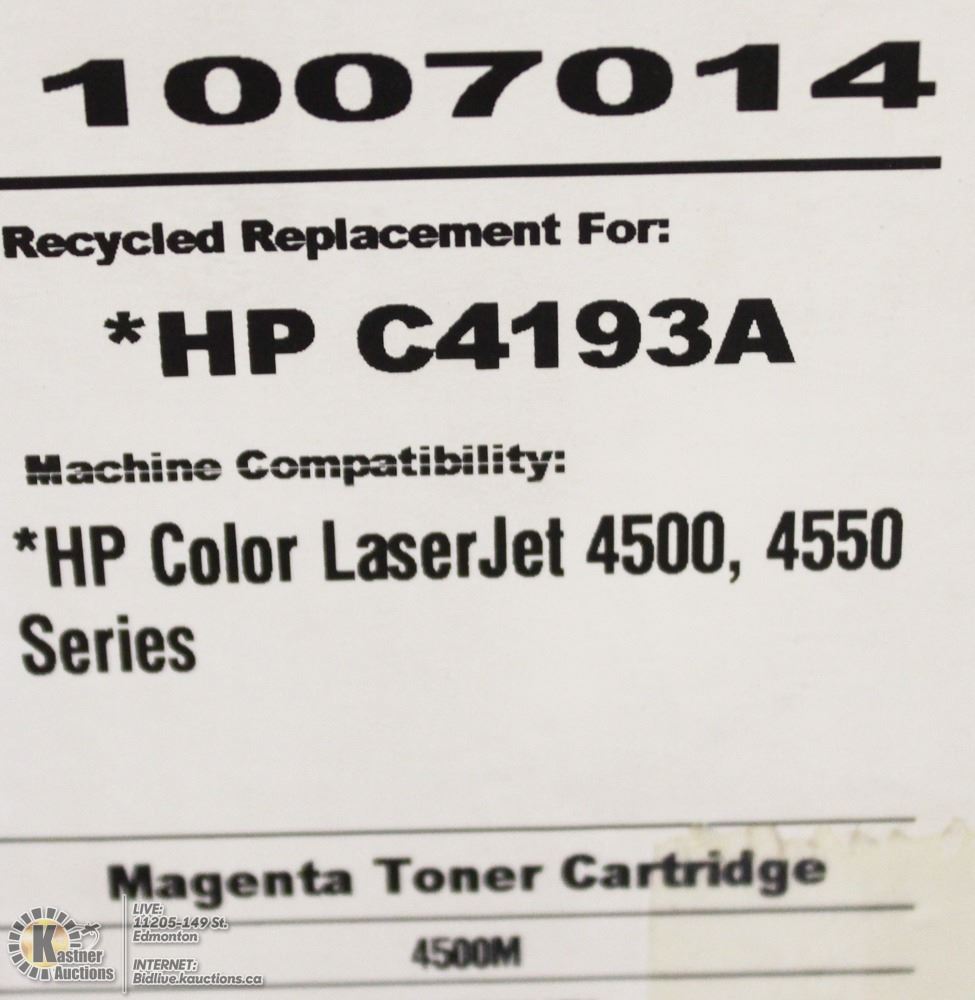 1007014
Recycled Replacement For:
*HP C4193A
Machine Compatibility:
*HP Color LaserJet 4500, 4550
Series
Magenta Toner Cartridge
4500M
Kastner
Auctions
LIVE:
11205-149 St.
Edmonton
INTERNET:
Bidlive.kauctions.ca